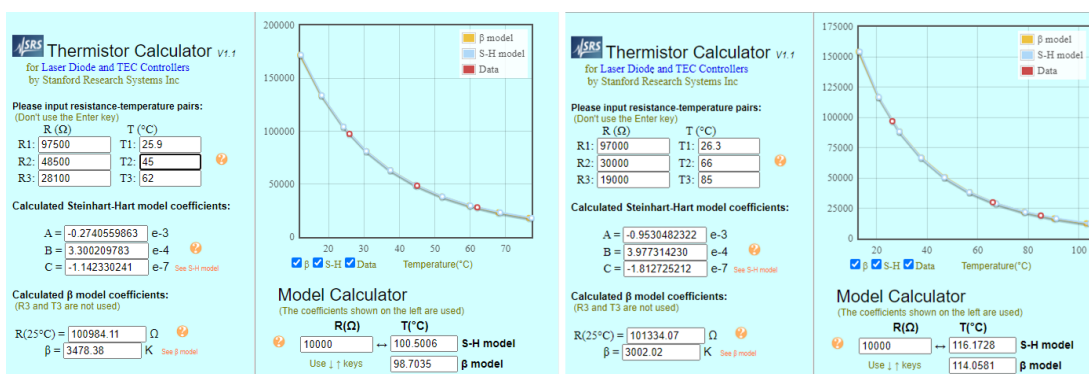 SRS Thermistor Calculator V1.1
for Laser Diode and TEC Controllers
by Stanford Research Systems Inc
Please input resistance-temperature pairs:
(Don't use the Enter key)
R (Ω) T (°C)
R1: 97500 T1: 25.9
R2: 48500 T2: 45
R3: 28100 T3: 62
Calculated Steinhart-Hart model coefficients:
A = -0.2740559863 e-3
B = 3.300209783 e-4
C = -1.142330241 e-7 See S-H model
Calculated β model coefficients:
(R3 and T3 are not used)
R(25°C) = 100984.11 Ω
β = 3478.38 K See β model
200000
150000
100000
50000
0
β model
S-H model
Data
20 30 40 50 60 70
β S-H Data Temperature(°C)
Model Calculator
(The coefficients shown on the left are used)
R(Ω) T(°C)
10000 ↔ 100.5006 S-H model
Use ↓ ↑ keys 98.7035 β model
SRS Thermistor Calculator V1.1
for Laser Diode and TEC Controllers
by Stanford Research Systems Inc
Please input resistance-temperature pairs:
(Don't use the Enter key)
R (Ω) T (°C)
R1: 97000 T1: 26.3
R2: 30000 T2: 66
R3: 19000 T3: 85
Calculated Steinhart-Hart model coefficients:
A = -0.9530482322 e-3
B = 3.977314230 e-4
C = -1.812725212 e-7 See S-H model
Calculated β model coefficients:
(R3 and T3 are not used)
R(25°C) = 101334.07 Ω
β = 3002.02 K See β model
175000
150000
125000
100000
75000
50000
25000
0
β model
S-H model
Data
20 40 60 80 100
β S-H Data Temperature(°C)
Model Calculator
(The coefficients shown on the left are used)
R(Ω) T(°C)
10000 ↔ 116.1728 S-H model
Use ↓ ↑ keys 114.0581 β model